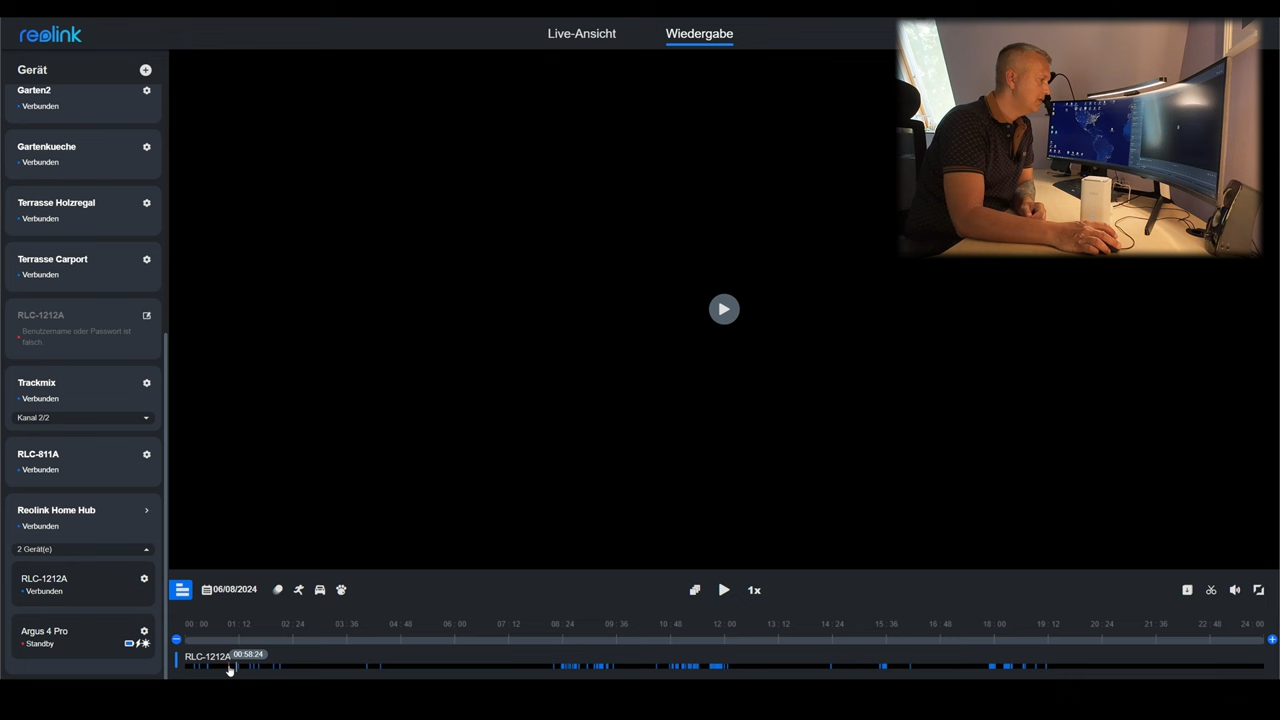 reolink
Live-Ansicht
Wiedergabe
Gerät
Garten2
Verbunden
Gartenkueche
Verbunden
Terrasse Holzregal
Verbunden
Terrasse Carport
Verbunden
RLC-1212A
Benutzername oder Passwort ist
falsch.
Trackmix
Verbunden
Kanal 2/2
RLC-811A
Verbunden
Reolink Home Hub
Verbunden
2 Gerät(e)
RLC-1212A
Verbunden
Argus 4 Pro
Standby
06/08/2024
1x
00 : 00 01 : 12 02 : 24 03 : 36 04 : 48 06 : 00 07 : 12 08 : 24 09 : 36 10 : 48 12 : 00 13 : 12 14 : 24 15 : 36 16 : 48 18 : 00 19 : 12 20 : 24 21 : 36 22 : 48 24 : 00
RLC-1212A 00:58:24